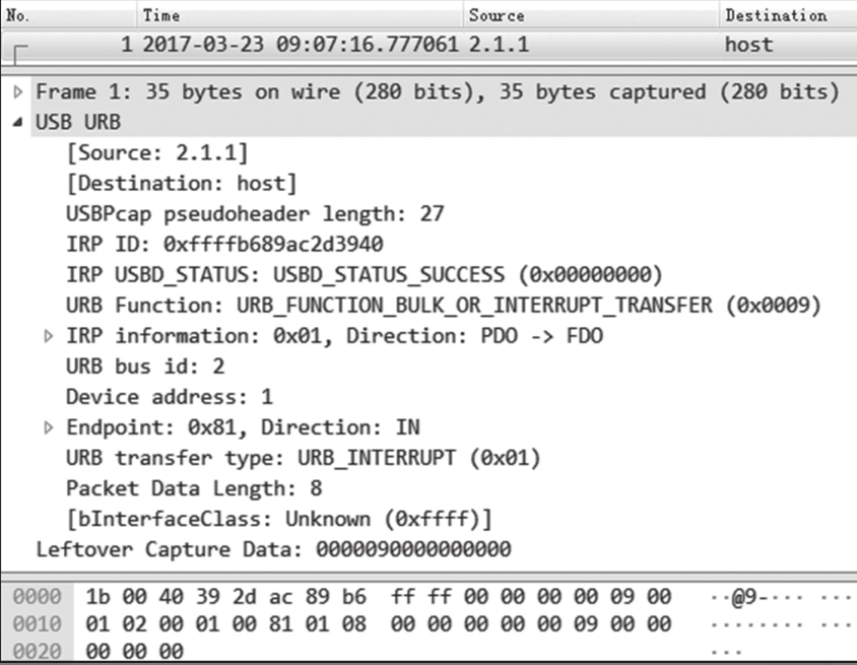 No. Time Source Destination
1 2017-03-23 09:07:16.777061 2.1.1 host
Frame 1: 35 bytes on wire (280 bits), 35 bytes captured (280 bits)
USB URB
[Source: 2.1.1]
[Destination: host]
USBPcap pseudoheader length: 27
IRP ID: 0xffffb689ac2d3940
IRP USBD_STATUS: USBD_STATUS_SUCCESS (0x00000000)
URB Function: URB_FUNCTION_BULK_OR_INTERRUPT_TRANSFER (0x0009)
IRP information: 0x01, Direction: PDO -> FDO
URB bus id: 2
Device address: 1
Endpoint: 0x81, Direction: IN
URB transfer type: URB_INTERRUPT (0x01)
Packet Data Length: 8
[bInterfaceClass: Unknown (0xffff)]
Leftover Capture Data: 0000090000000000
0000 1b 00 40 39 2d ac 89 b6 ff ff 00 00 00 00 09 00 ··@9-··· ···
0010 01 02 00 01 00 81 01 08 00 00 00 00 00 09 00 00 ········ ···
0020 00 00 00 ···